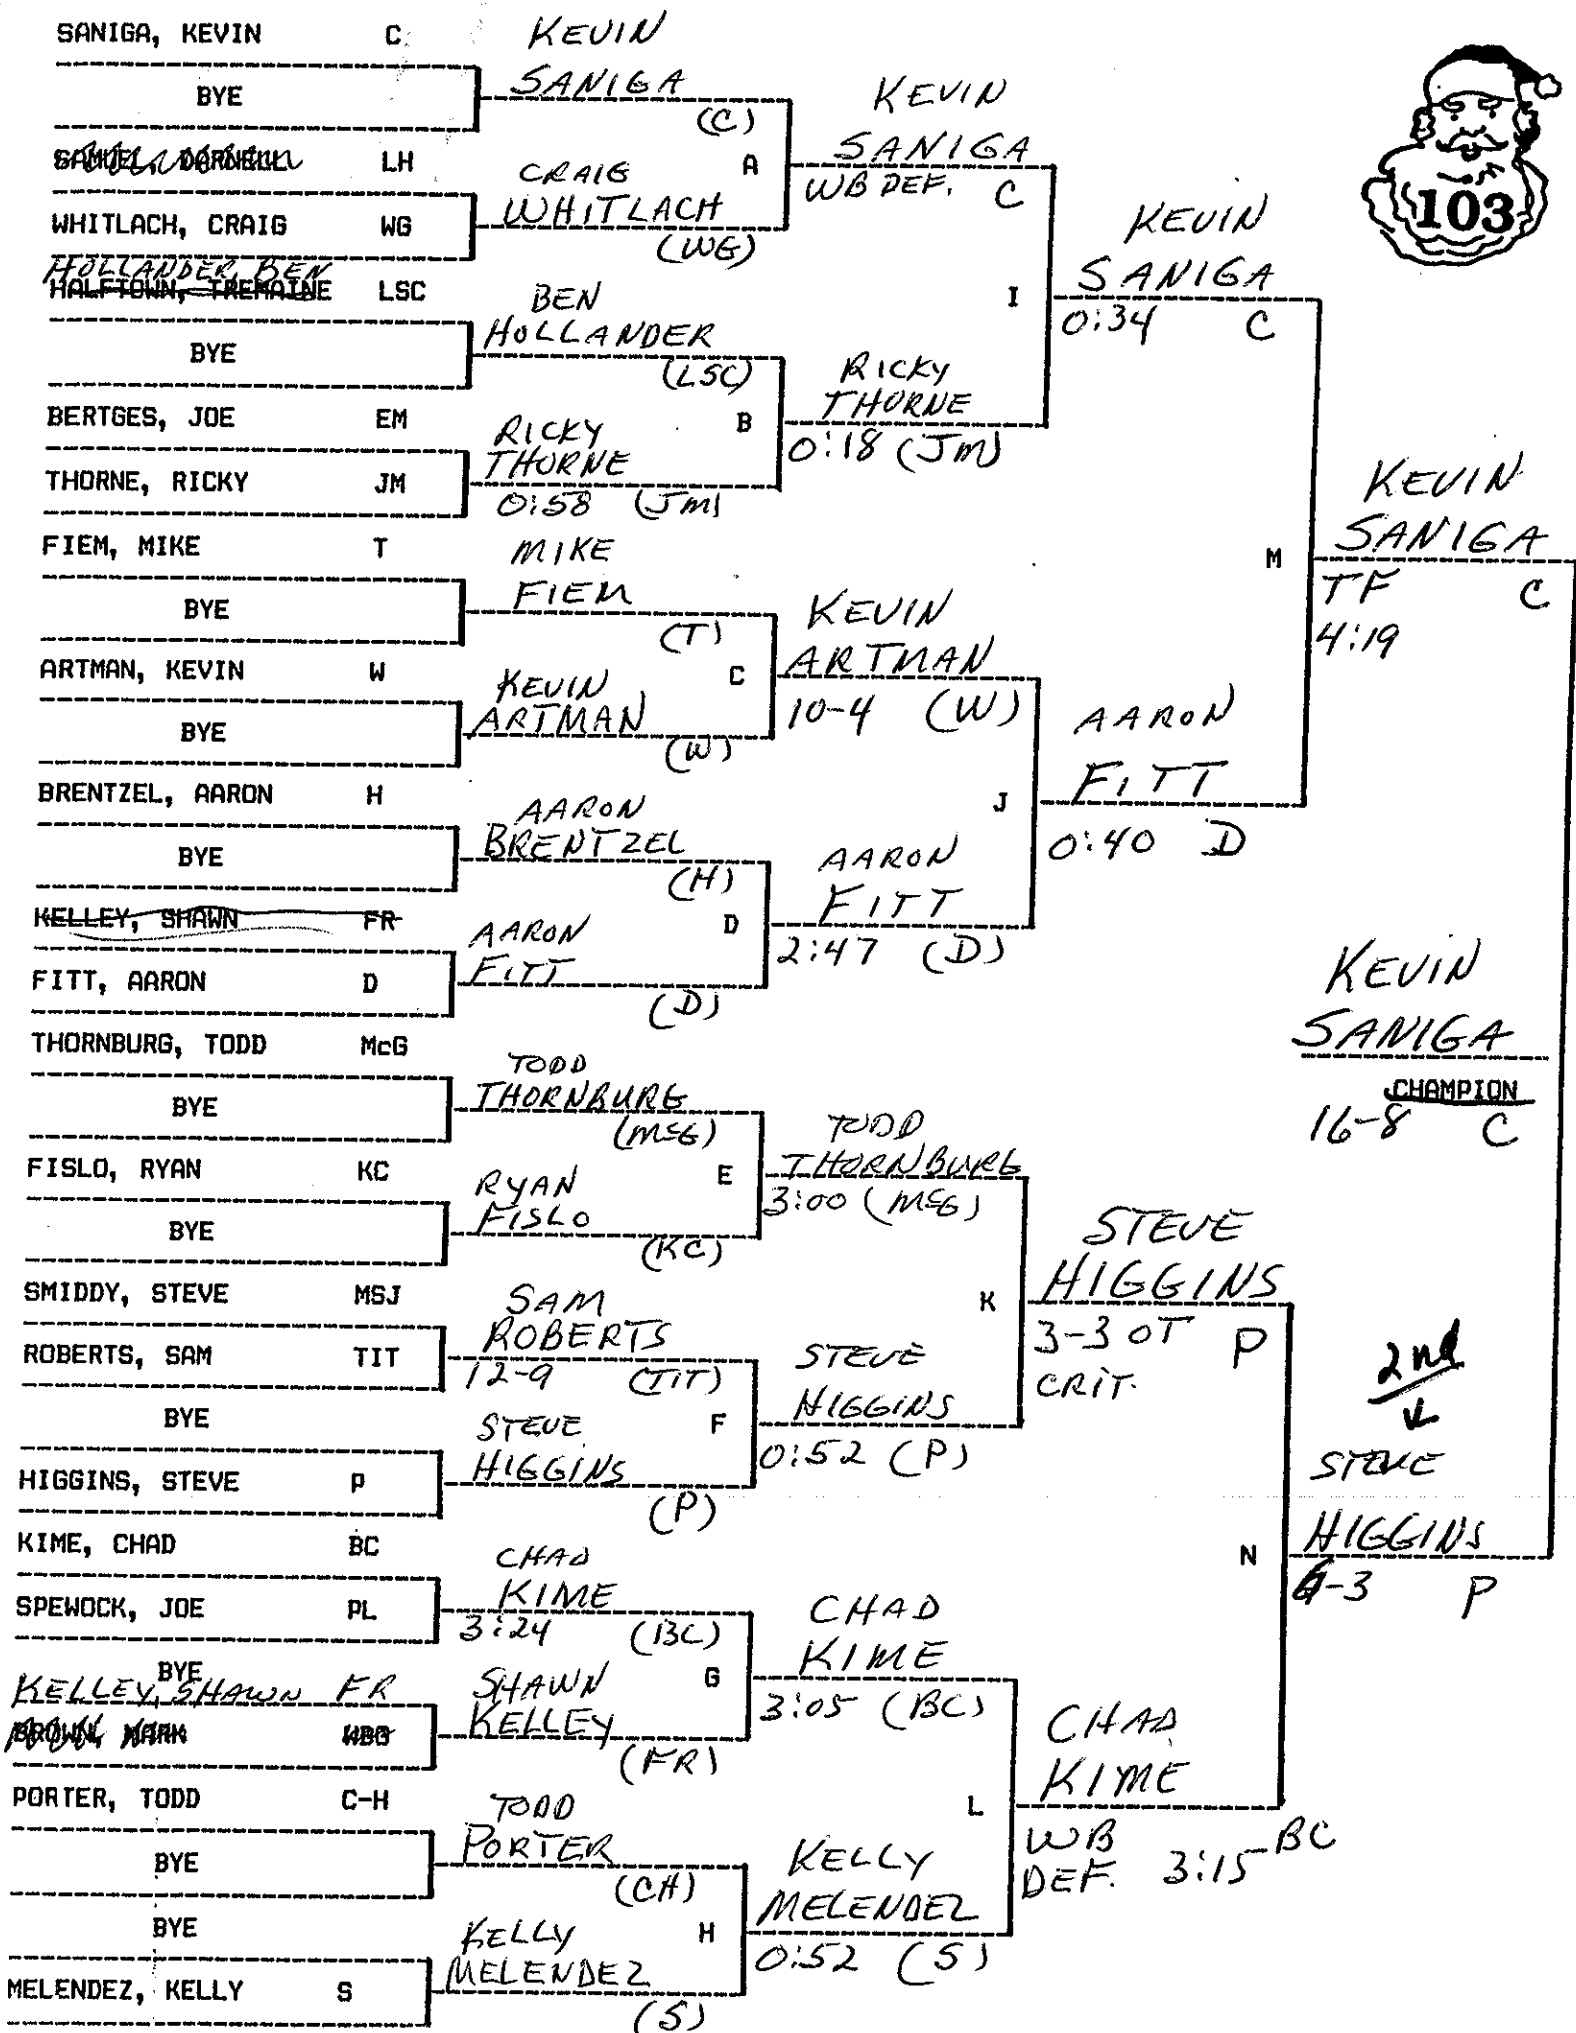 SANIGA, KEVIN C
BYE
SAMUEL, DARNELL LH
WHITLACH, CRAIG WG
HOLLANDER, BEN
HALFTOWN, TREMAINE LSC
BYE
BERTGES, JOE EM
THORNE, RICKY JM
FIEM, MIKE T
BYE
ARTMAN, KEVIN W
BYE
BRENTZEL, AARON H
BYE
KELLEY, SHAWN FR
FITT, AARON D
THORNBURG, TODD McG
BYE
FISLO, RYAN KC
BYE
SMIDDY, STEVE MSJ
ROBERTS, SAM TIT
BYE
HIGGINS, STEVE P
KIME, CHAD BC
SPEWOCK, JOE PL
BYE
KELLEY, SHAWN FR
BROWN, MARK WBG
PORTER, TODD C-H
BYE
BYE
MELENDEZ, KELLY S
KEVIN
SANIGA
(C)
A
CRAIG
WHITLACH
(WG)
BEN
HOLLANDER
(LSC)
B
RICKY
THORNE
0:58 (JM)
MIKE
FIEM
(T)
C
KEVIN
ARTMAN
(W)
AARON
BRENTZEL
(H)
D
AARON
FITT
(D)
TODD
THORNBURG
(McG)
E
RYAN
FISLO
(KC)
SAM
ROBERTS
12-9 (TIT)
F
STEVE
HIGGINS
(P)
CHAD
KIME
3:24 (BC)
G
SHAWN
KELLEY
(FR)
TODD
PORTER
(CH)
H
KELLY
MELENDEZ
(S)
KEVIN
SANIGA
WB DEF. C
I
RICKY
THORNE
0:18 (JM)
KEVIN
ARTMAN
10-4 (W)
J
AARON
FITT
2:47 (D)
TODD
THORNBURG
3:00 (McG)
K
STEVE
HIGGINS
0:52 (P)
CHAD
KIME
3:05 (BC)
L
KELLY
MELENDEZ
0:52 (S)
KEVIN
SANIGA
0:34 C
M
AARON
FITT
0:40 D
STEVE
HIGGINS
3-3 OT P
CRIT.
N
CHAD
KIME
WB BC
DEF. 3:15
103
KEVIN
SANIGA
TF C
4:19
KEVIN
SANIGA
CHAMPION
16-8 C
2nd
STEVE
HIGGINS
6-3 P